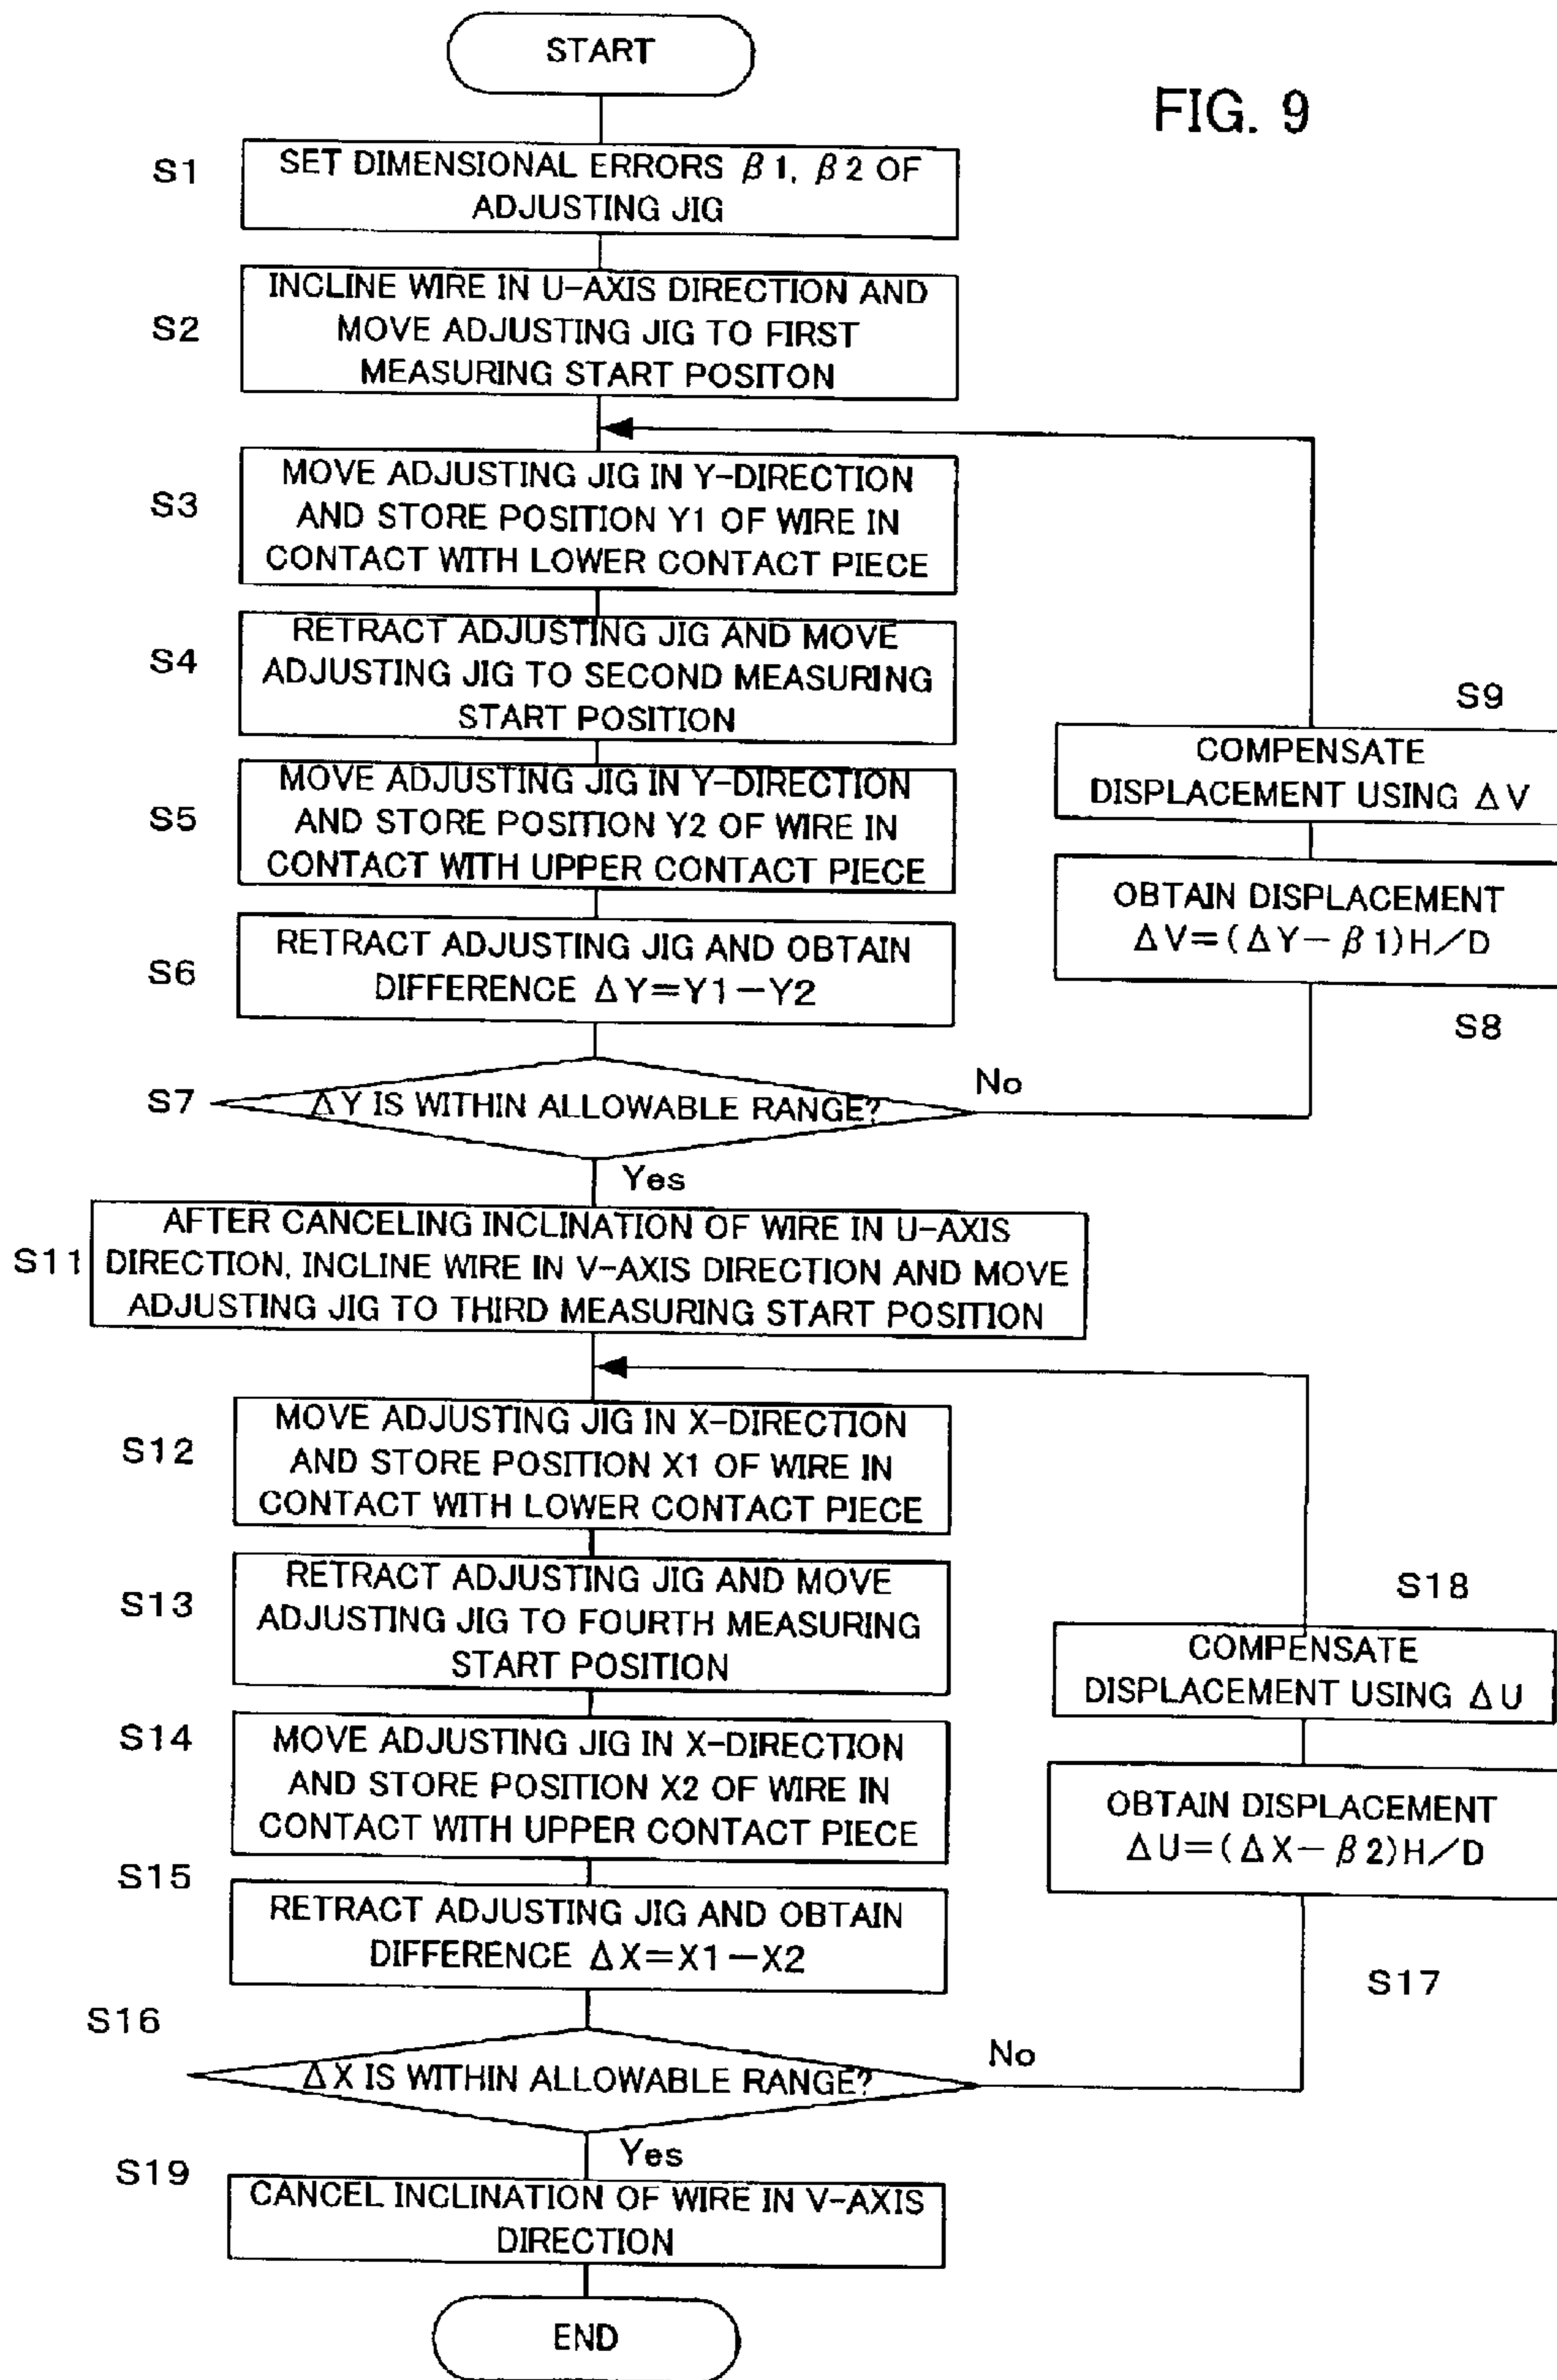 START
FIG. 9
S1
SET DIMENSIONAL ERRORS β1, β2 OF
ADJUSTING JIG
S2
INCLINE WIRE IN U-AXIS DIRECTION AND
MOVE ADJUSTING JIG TO FIRST
MEASURING START POSITON
S3
MOVE ADJUSTING JIG IN Y-DIRECTION
AND STORE POSITION Y1 OF WIRE IN
CONTACT WITH LOWER CONTACT PIECE
S4
RETRACT ADJUSTING JIG AND MOVE
ADJUSTING JIG TO SECOND MEASURING
START POSITION
S5
MOVE ADJUSTING JIG IN Y-DIRECTION
AND STORE POSITION Y2 OF WIRE IN
CONTACT WITH UPPER CONTACT PIECE
S6
RETRACT ADJUSTING JIG AND OBTAIN
DIFFERENCE ΔY=Y1-Y2
S7
ΔY IS WITHIN ALLOWABLE RANGE?
No
Yes
S9
COMPENSATE
DISPLACEMENT USING ΔV
OBTAIN DISPLACEMENT
ΔV=(ΔY-β1)H/D
S8
S11
AFTER CANCELING INCLINATION OF WIRE IN U-AXIS
DIRECTION, INCLINE WIRE IN V-AXIS DIRECTION AND MOVE
ADJUSTING JIG TO THIRD MEASURING START POSITION
S12
MOVE ADJUSTING JIG IN X-DIRECTION
AND STORE POSITION X1 OF WIRE IN
CONTACT WITH LOWER CONTACT PIECE
S13
RETRACT ADJUSTING JIG AND MOVE
ADJUSTING JIG TO FOURTH MEASURING
START POSITION
S14
MOVE ADJUSTING JIG IN X-DIRECTION
AND STORE POSITION X2 OF WIRE IN
CONTACT WITH UPPER CONTACT PIECE
S15
RETRACT ADJUSTING JIG AND OBTAIN
DIFFERENCE ΔX=X1-X2
S16
ΔX IS WITHIN ALLOWABLE RANGE?
No
Yes
S18
COMPENSATE
DISPLACEMENT USING ΔU
OBTAIN DISPLACEMENT
ΔU=(ΔX-β2)H/D
S17
S19
CANCEL INCLINATION OF WIRE IN V-AXIS
DIRECTION
END